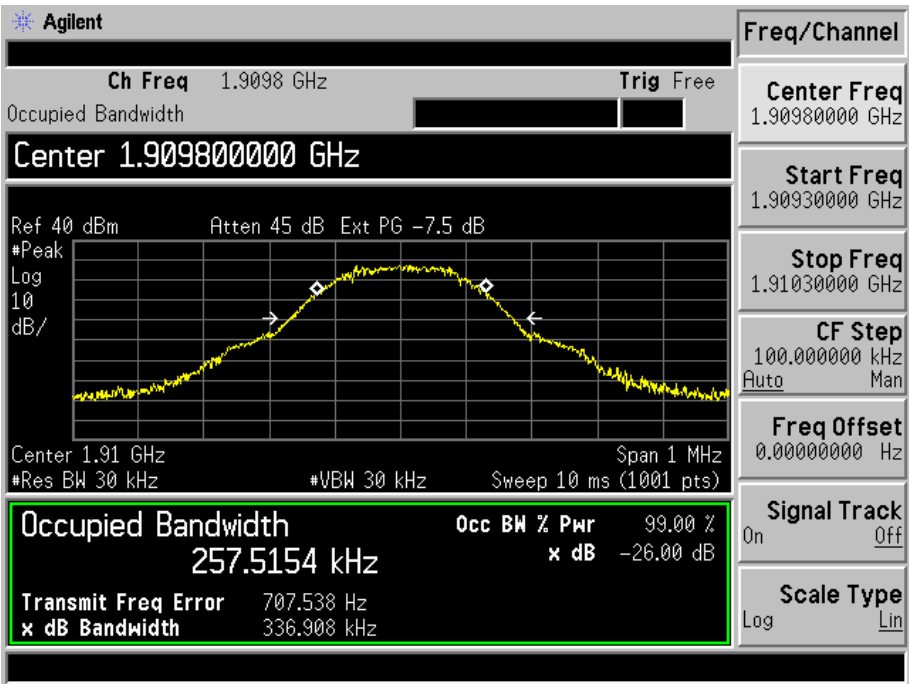 Agilent
Ch Freq 1.9098 GHz Trig Free
Occupied Bandwidth
Center 1.909800000 GHz
Ref 40 dBm Atten 45 dB Ext PG -7.5 dB
#Peak
Log
10
dB/
Center 1.91 GHz Span 1 MHz
#Res BW 30 kHz #VBW 30 kHz Sweep 10 ms (1001 pts)
Occupied Bandwidth Occ BW % Pwr 99.00 %
257.5154 kHz x dB -26.00 dB
Transmit Freq Error 707.538 Hz
x dB Bandwidth 336.908 kHz
Freq/Channel
Center Freq
1.90980000 GHz
Start Freq
1.90930000 GHz
Stop Freq
1.91030000 GHz
CF Step
100.000000 kHz
Auto Man
Freq Offset
0.00000000 Hz
Signal Track
On Off
Scale Type
Log Lin